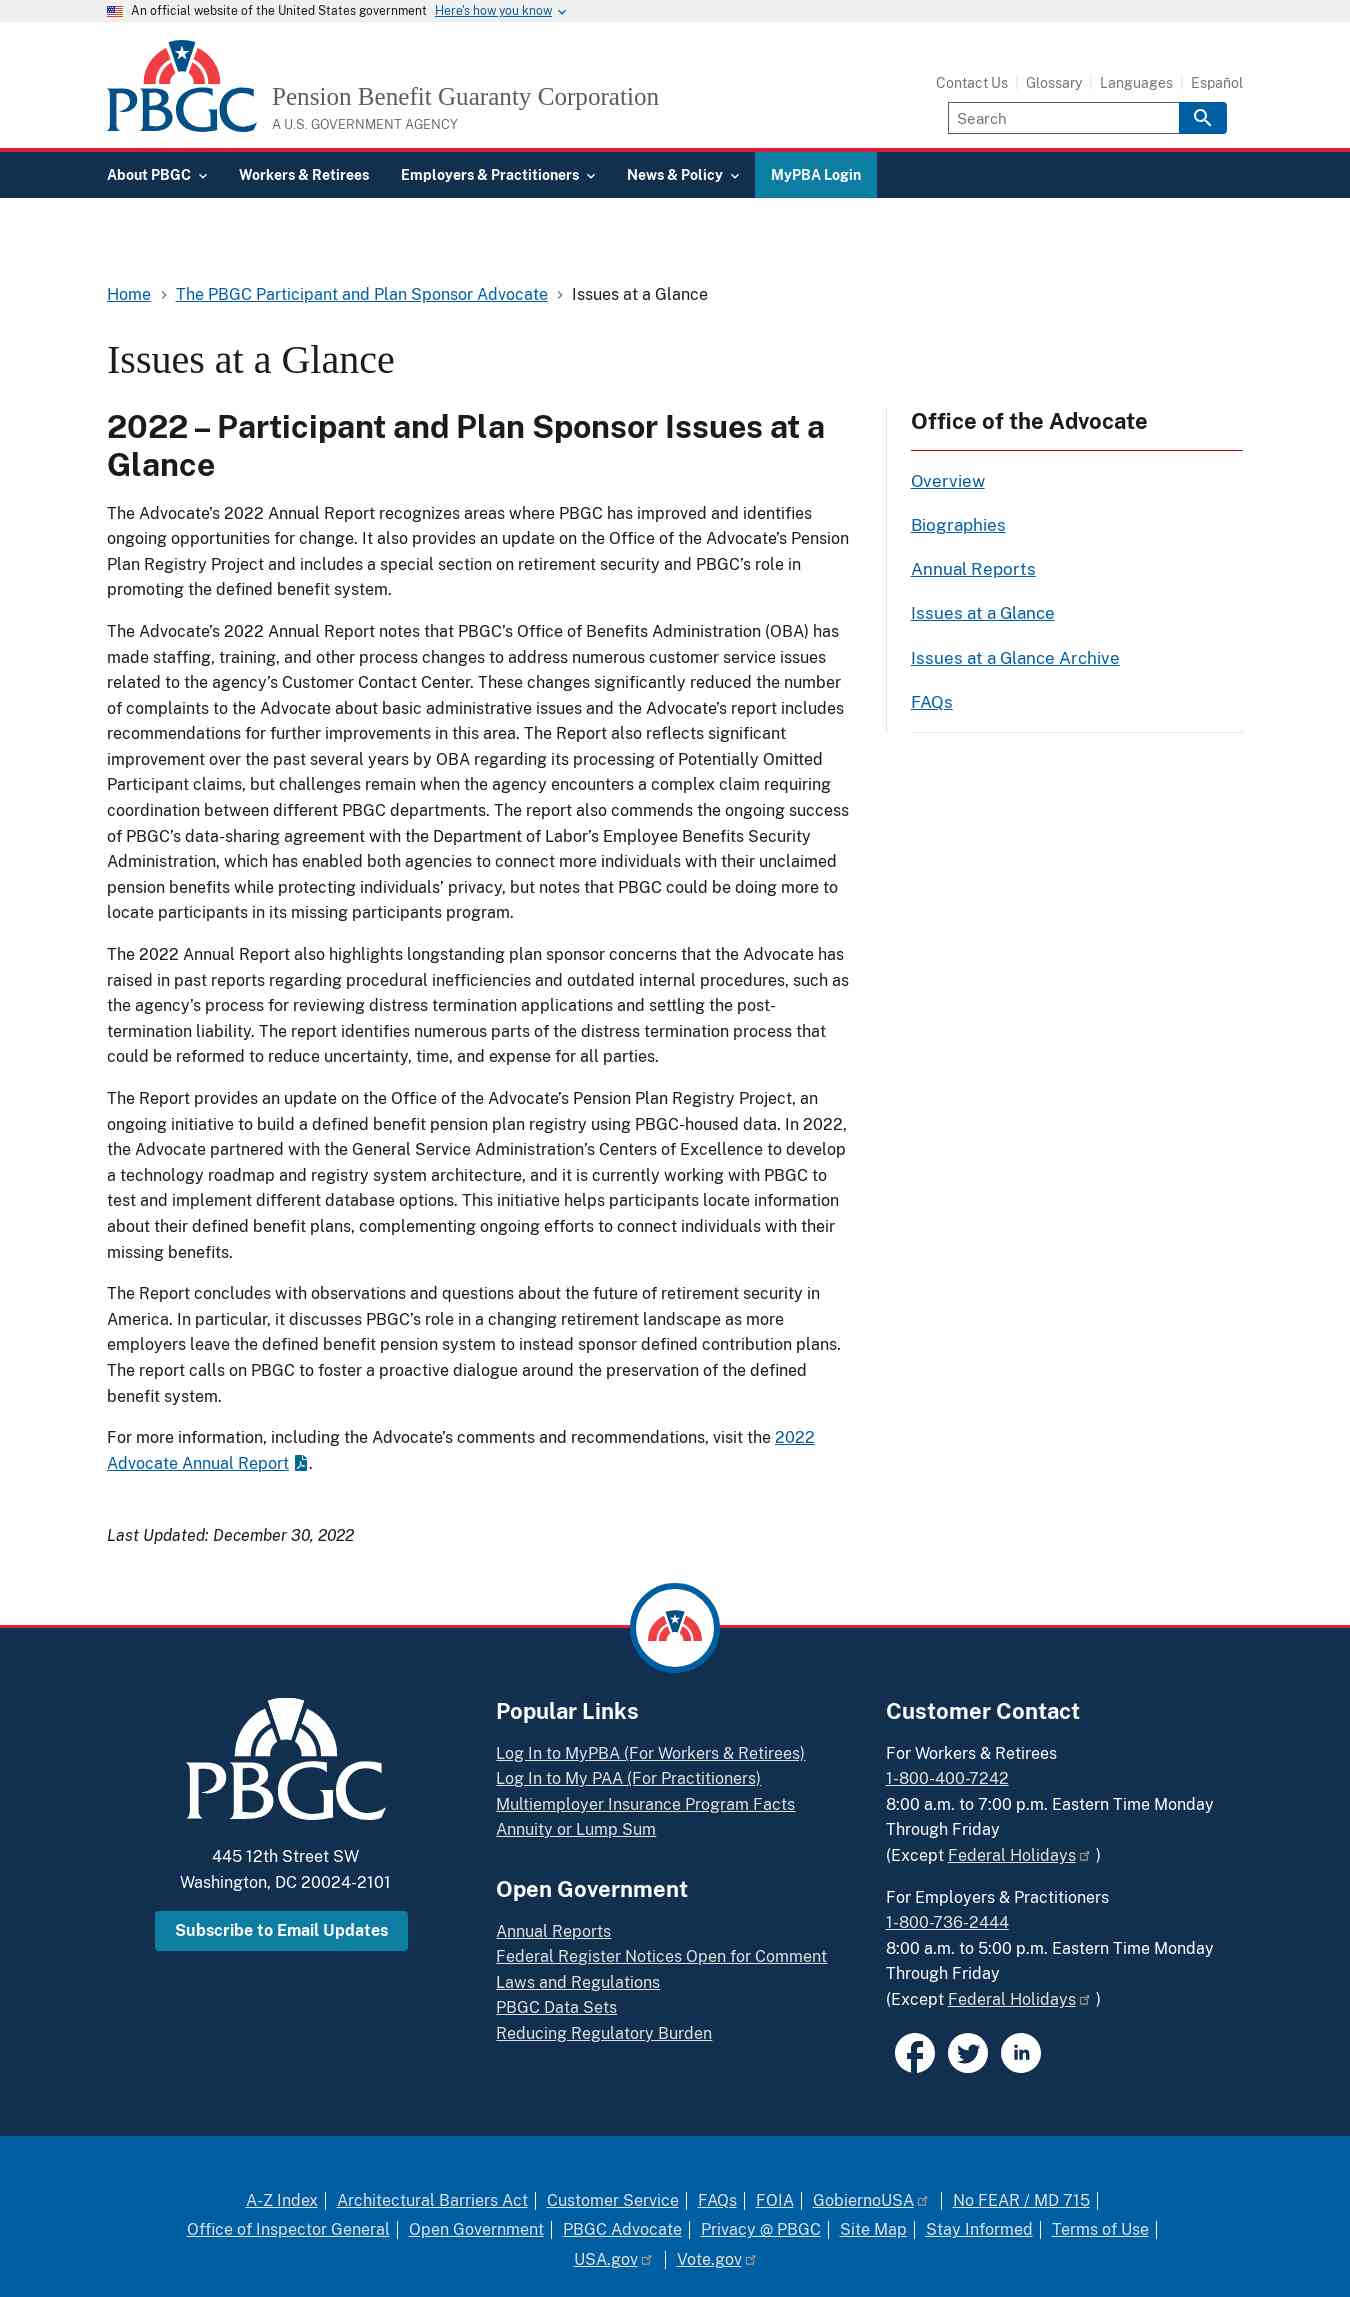 An official website of the United States government Here's how you know
PBGC
Pension Benefit Guaranty Corporation
A U.S. GOVERNMENT AGENCY
Contact Us Glossary Languages Español
Search
About PBGC Workers & Retirees Employers & Practitioners News & Policy MyPBA Login
Home The PBGC Participant and Plan Sponsor Advocate Issues at a Glance
Issues at a Glance
2022 – Participant and Plan Sponsor Issues at a
Glance
The Advocate's 2022 Annual Report recognizes areas where PBGC has improved and identifies
ongoing opportunities for change. It also provides an update on the Office of the Advocate's Pension
Plan Registry Project and includes a special section on retirement security and PBGC's role in
promoting the defined benefit system.
The Advocate's 2022 Annual Report notes that PBGC's Office of Benefits Administration (OBA) has
made staffing, training, and other process changes to address numerous customer service issues
related to the agency's Customer Contact Center. These changes significantly reduced the number
of complaints to the Advocate about basic administrative issues and the Advocate's report includes
recommendations for further improvements in this area. The Report also reflects significant
improvement over the past several years by OBA regarding its processing of Potentially Omitted
Participant claims, but challenges remain when the agency encounters a complex claim requiring
coordination between different PBGC departments. The report also commends the ongoing success
of PBGC's data-sharing agreement with the Department of Labor's Employee Benefits Security
Administration, which has enabled both agencies to connect more individuals with their unclaimed
pension benefits while protecting individuals' privacy, but notes that PBGC could be doing more to
locate participants in its missing participants program.
The 2022 Annual Report also highlights longstanding plan sponsor concerns that the Advocate has
raised in past reports regarding procedural inefficiencies and outdated internal procedures, such as
the agency's process for reviewing distress termination applications and settling the post-
termination liability. The report identifies numerous parts of the distress termination process that
could be reformed to reduce uncertainty, time, and expense for all parties.
The Report provides an update on the Office of the Advocate's Pension Plan Registry Project, an
ongoing initiative to build a defined benefit pension plan registry using PBGC-housed data. In 2022,
the Advocate partnered with the General Service Administration's Centers of Excellence to develop
a technology roadmap and registry system architecture, and it is currently working with PBGC to
test and implement different database options. This initiative helps participants locate information
about their defined benefit plans, complementing ongoing efforts to connect individuals with their
missing benefits.
The Report concludes with observations and questions about the future of retirement security in
America. In particular, it discusses PBGC's role in a changing retirement landscape as more
employers leave the defined benefit pension system to instead sponsor defined contribution plans.
The report calls on PBGC to foster a proactive dialogue around the preservation of the defined
benefit system.
For more information, including the Advocate's comments and recommendations, visit the 2022
Advocate Annual Report.
Last Updated: December 30, 2022
Office of the Advocate
Overview
Biographies
Annual Reports
Issues at a Glance
Issues at a Glance Archive
FAQs
PBGC
445 12th Street SW
Washington, DC 20024-2101
Subscribe to Email Updates
Popular Links
Log In to MyPBA (For Workers & Retirees)
Log In to My PAA (For Practitioners)
Multiemployer Insurance Program Facts
Annuity or Lump Sum
Open Government
Annual Reports
Federal Register Notices Open for Comment
Laws and Regulations
PBGC Data Sets
Reducing Regulatory Burden
Customer Contact
For Workers & Retirees
1-800-400-7242
8:00 a.m. to 7:00 p.m. Eastern Time Monday
Through Friday
(Except Federal Holidays )
For Employers & Practitioners
1-800-736-2444
8:00 a.m. to 5:00 p.m. Eastern Time Monday
Through Friday
(Except Federal Holidays )
in
A-Z Index Architectural Barriers Act Customer Service FAQs FOIA GobiernoUSA No FEAR / MD 715
Office of Inspector General Open Government PBGC Advocate Privacy @ PBGC Site Map Stay Informed Terms of Use
USA.gov Vote.gov